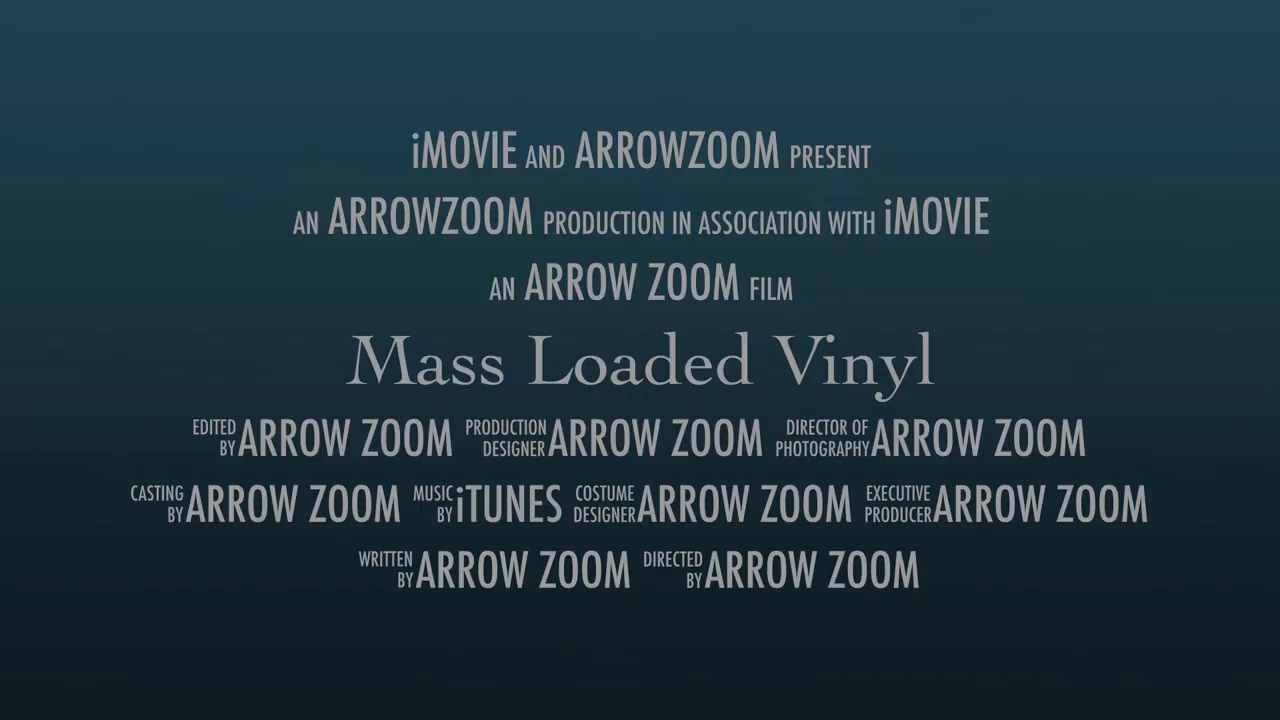 iMOVIE AND ARROWZOOM PRESENT
AN ARROWZOOM PRODUCTION IN ASSOCIATION WITH iMOVIE
AN ARROW ZOOM FILM
Mass Loaded Vinyl
EDITED BY ARROW ZOOM PRODUCTION DESIGNER ARROW ZOOM DIRECTOR OF PHOTOGRAPHY ARROW ZOOM
CASTING BY ARROW ZOOM MUSIC BY iTUNES COSTUME DESIGNER ARROW ZOOM EXECUTIVE PRODUCER ARROW ZOOM
WRITTEN BY ARROW ZOOM DIRECTED BY ARROW ZOOM